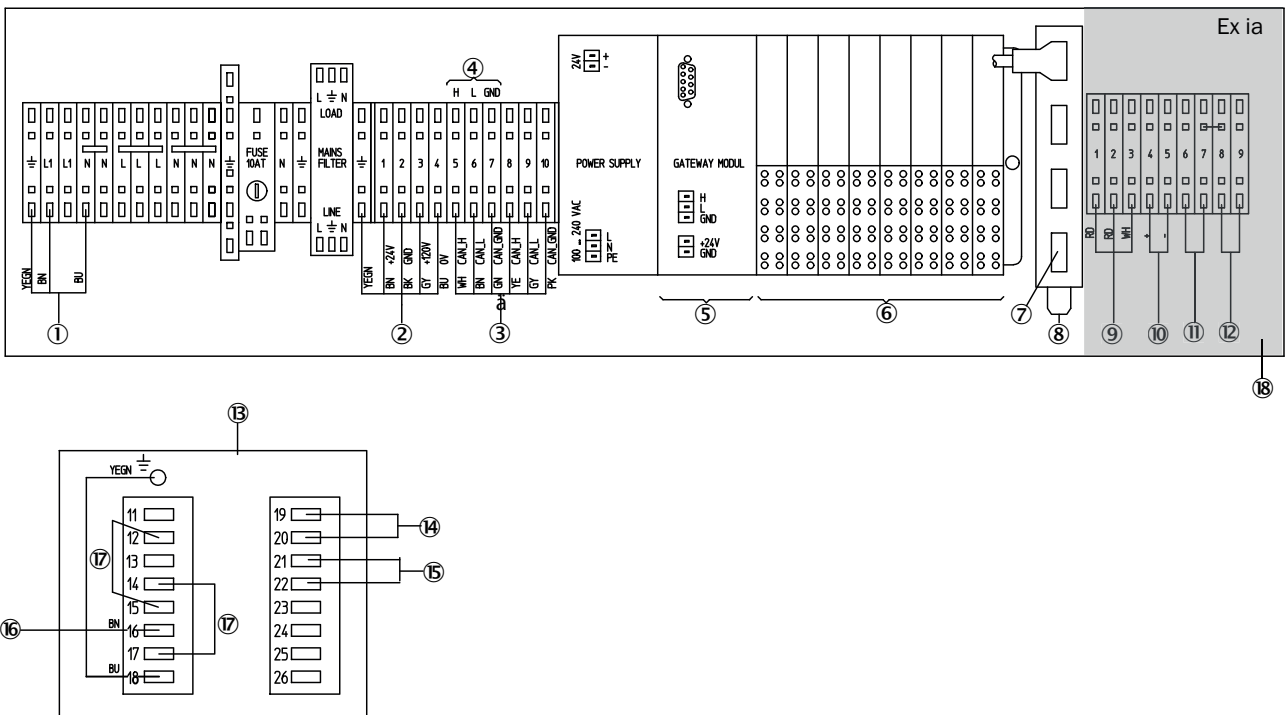 Ex ia
④
H L GND
24V + -
L ⏚ N
LOAD
⏚ L1 L1 N N L L L N N N ⏚
FUSE
10AT
N ⏚
MAINS
FILTER
LINE
L ⏚ N
⏚ 1 2 3 4 5 6 7 8 9 10
POWER SUPPLY
100 - 240 VAC
L
N
PE
GATEWAY MODUL
H
L
GND
+24V
GND
1 2 3 4 5 6 7 8 9
YEGN
BN
BU
YEGN
BN +24V
BK GND
GY +120V
BU 0V
WH CAN_H
BN CAN_L
GN CAN_GND
YE CAN_H
GY CAN_L
PK CAN_GND
RD
RD
WH
+
-
① ② ③ ⑤ ⑥ ⑦ ⑧ ⑨ ⑩ ⑪ ⑫
⑱
⑬
YEGN ⏚
11 19
12 20 ⑭
13 21
⑰
14 22 ⑮
15 23
⑯ BN 16 24 ⑰
17 25
BU 18 26